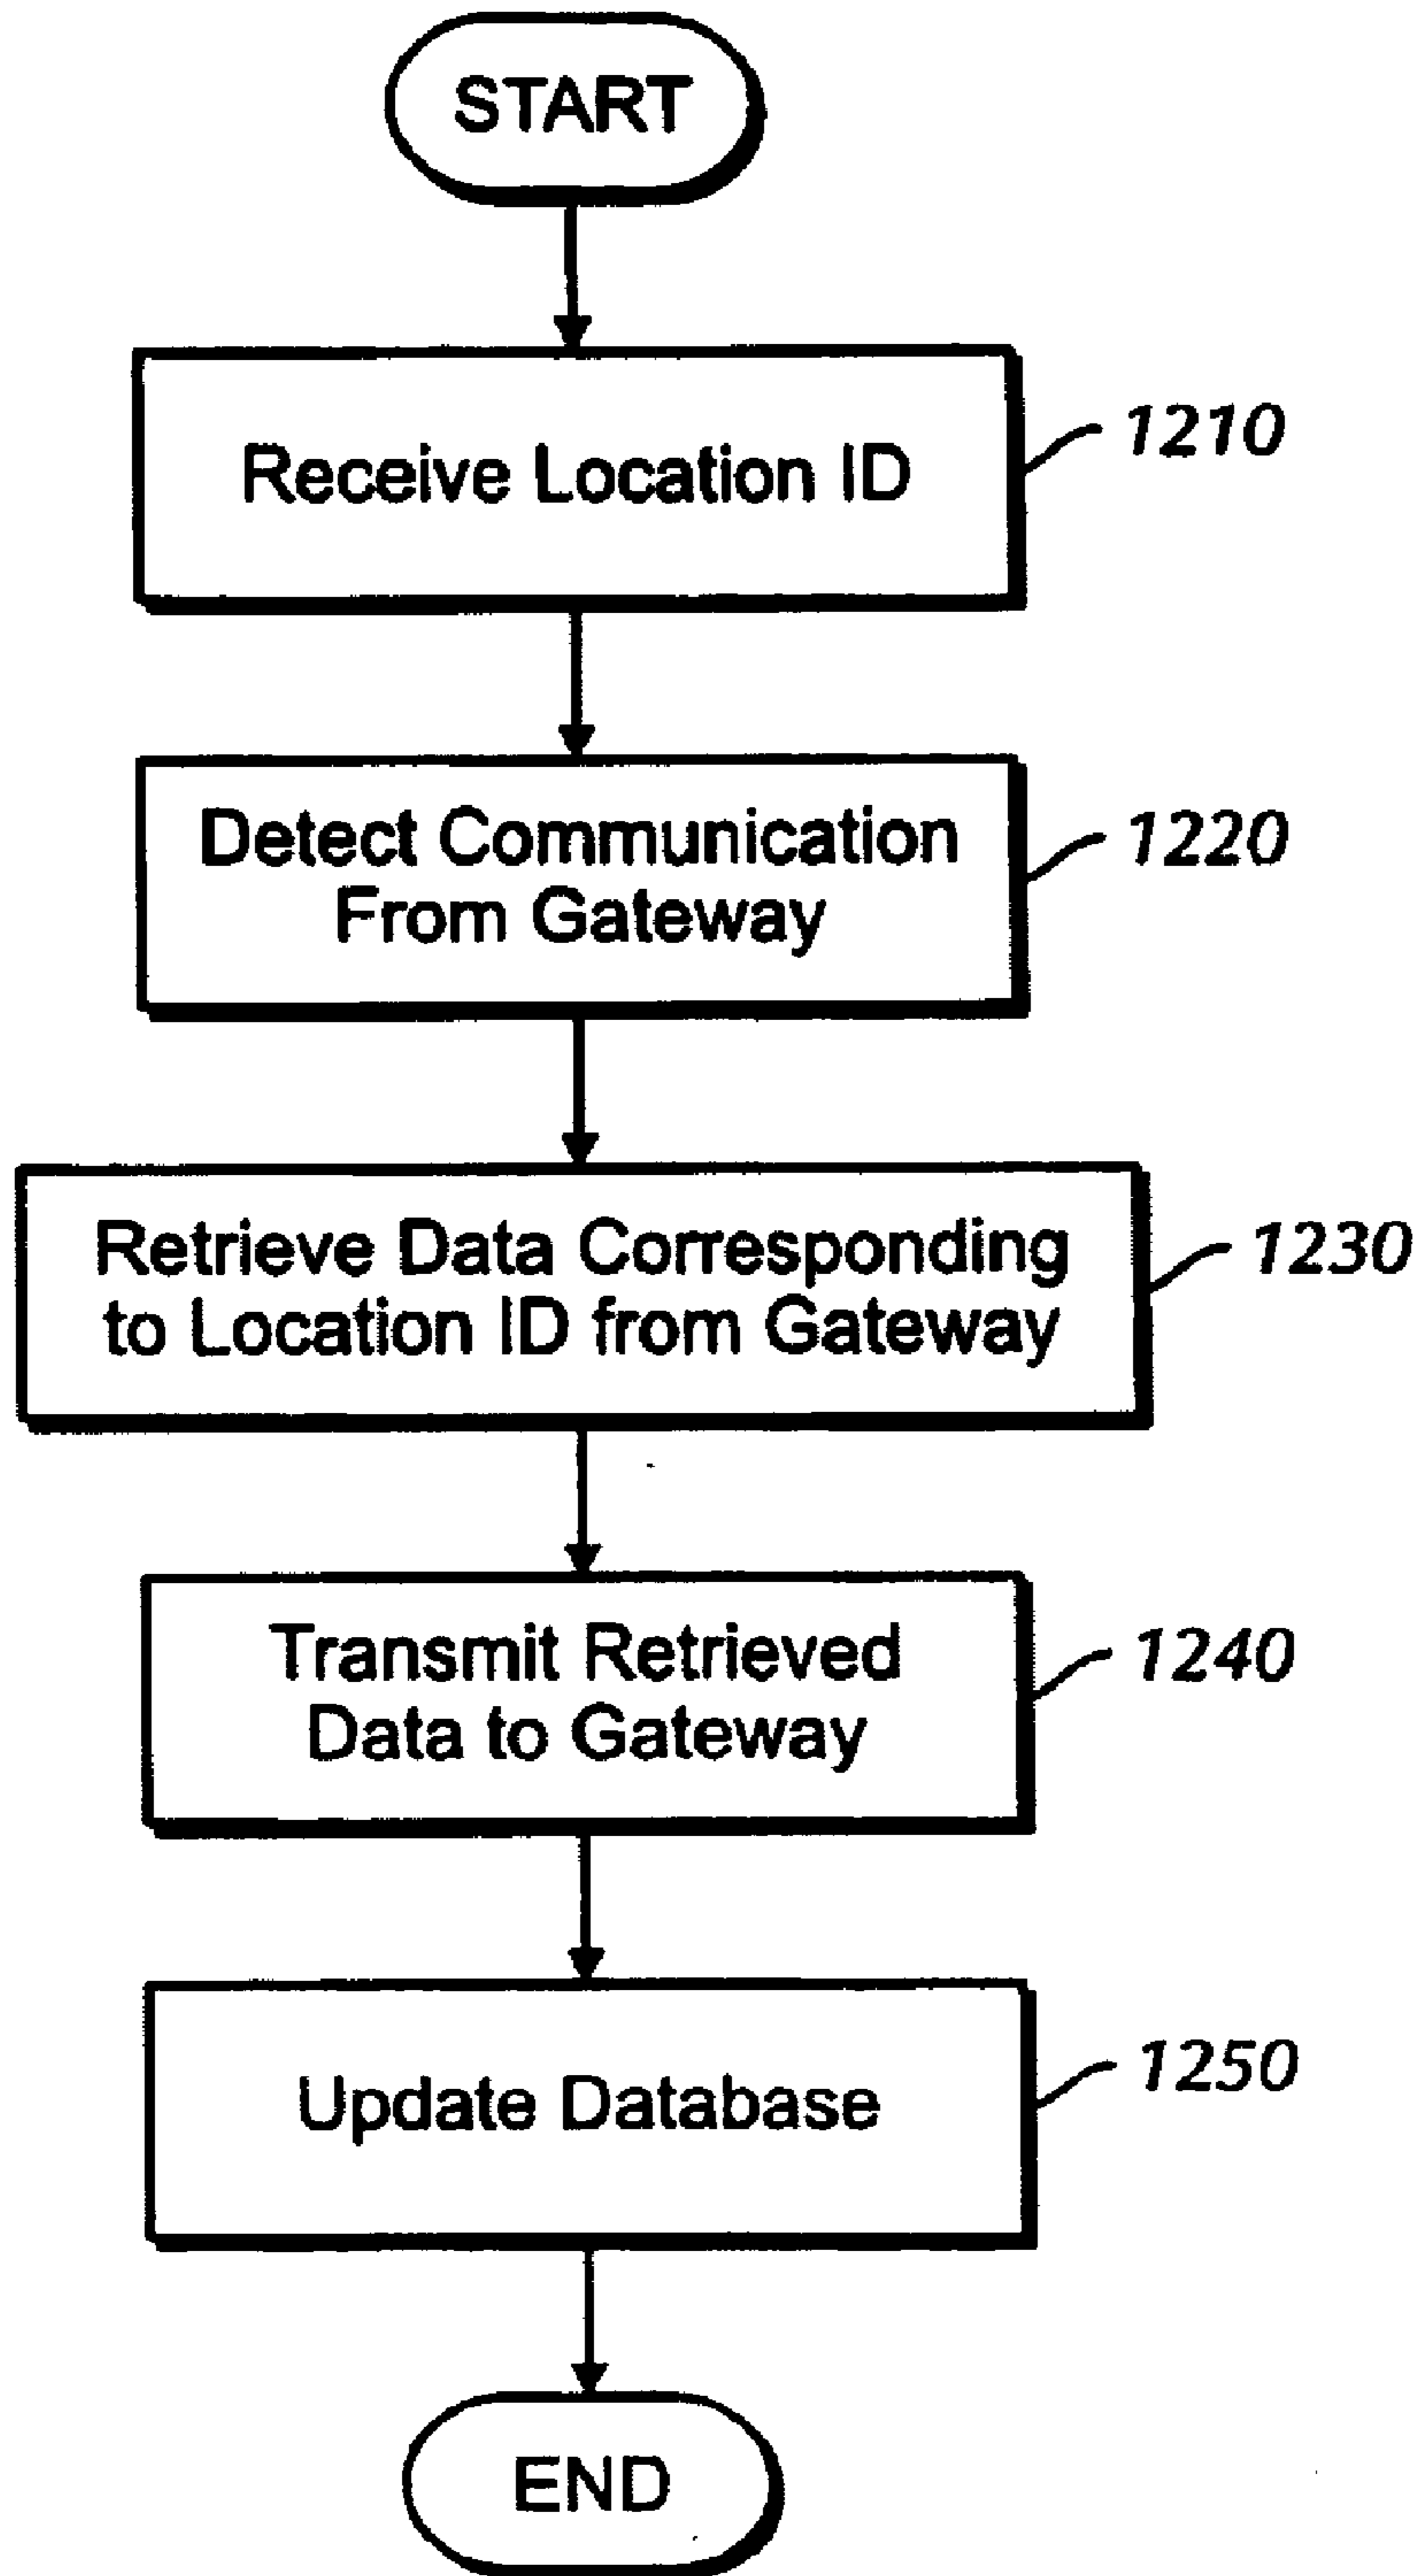 START
Receive Location ID
1210
Detect Communication
From Gateway
1220
Retrieve Data Corresponding
to Location ID from Gateway
1230
Transmit Retrieved
Data to Gateway
1240
Update Database
1250
END